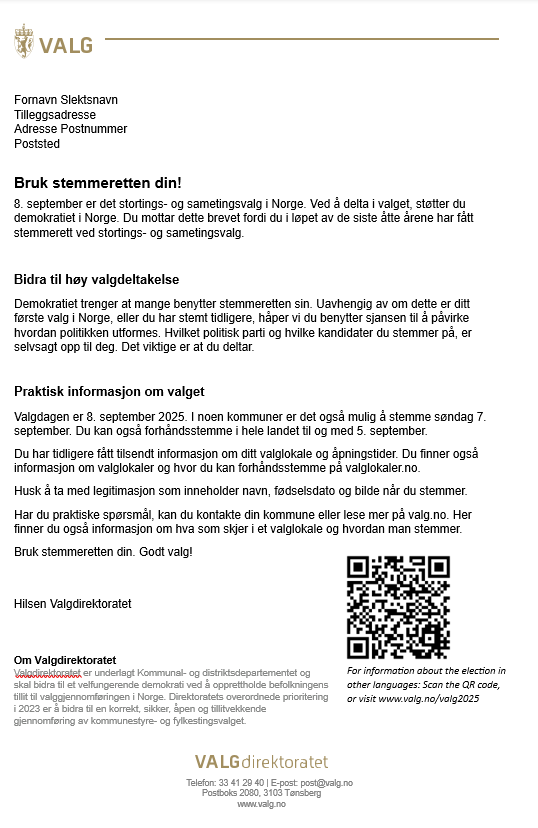 VALG
Fornavn Slektsnavn
Tilleggsadresse
Adresse Postnummer
Poststed
Bruk stemmeretten din!
8. september er det stortings- og sametingsvalg i Norge. Ved å delta i valget, støtter du
demokratiet i Norge. Du mottar dette brevet fordi du i løpet av de siste åtte årene har fått
stemmerett ved stortings- og sametingsvalg.
Bidra til høy valgdeltakelse
Demokratiet trenger at mange benytter stemmeretten sin. Uavhengig av om dette er ditt
første valg i Norge, eller du har stemt tidligere, håper vi du benytter sjansen til å påvirke
hvordan politikken utformes. Hvilket politisk parti og hvilke kandidater du stemmer på, er
selvsagt opp til deg. Det viktige er at du deltar.
Praktisk informasjon om valget
Valgdagen er 8. september 2025. I noen kommuner er det også mulig å stemme søndag 7.
september. Du kan også forhåndsstemme i hele landet til og med 5. september.
Du har tidligere fått tilsendt informasjon om ditt valglokale og åpningstider. Du finner også
informasjon om valglokaler og hvor du kan forhåndsstemme på valglokaler.no.
Husk å ta med legitimasjon som inneholder navn, fødselsdato og bilde når du stemmer.
Har du praktiske spørsmål, kan du kontakte din kommune eller lese mer på valg.no. Her
finner du også informasjon om hva som skjer i et valglokale og hvordan man stemmer.
Bruk stemmeretten din. Godt valg!
Hilsen Valgdirektoratet
Om Valgdirektoratet
Valgdirektoratet er underlagt Kommunal- og distriktsdepartementet og
skal bidra til et velfungerende demokrati ved å opprettholde befolkningens
tillit til valggjennomføringen i Norge. Direktoratets overordnede prioritering
i 2023 er å bidra til en korrekt, sikker, åpen og tillitvekkende
gjennomføring av kommunestyre- og fylkestingsvalget.
For information about the election in
other languages: Scan the QR code,
or visit www.valg.no/valg2025
VALGdirektoratet
Telefon: 33 41 29 40 | E-post: post@valg.no
Postboks 2080, 3103 Tønsberg
www.valg.no